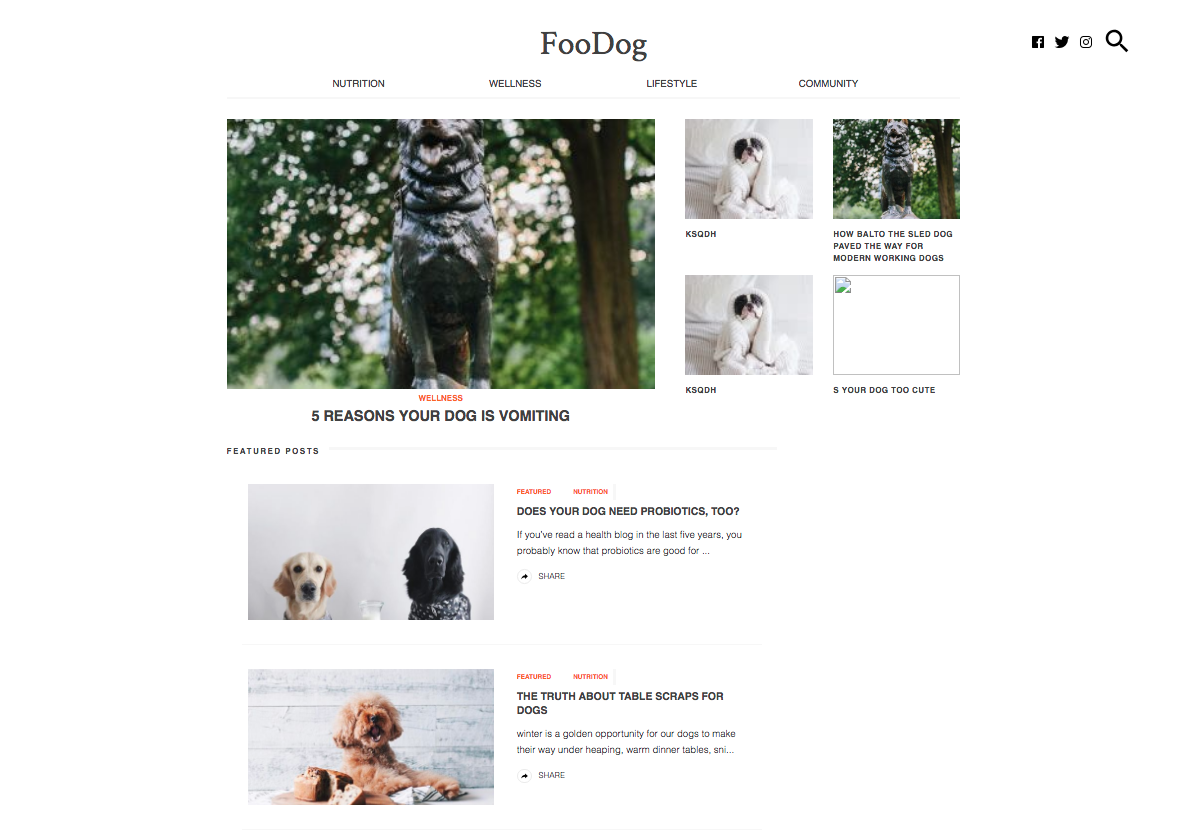 FooDog
NUTRITION
WELLNESS
LIFESTYLE
COMMUNITY
WELLNESS
5 REASONS YOUR DOG IS VOMITING
KSQDH
HOW BALTO THE SLED DOG
PAVED THE WAY FOR
MODERN WORKING DOGS
KSQDH
S YOUR DOG TOO CUTE
FEATURED POSTS
FEATURED
NUTRITION
DOES YOUR DOG NEED PROBIOTICS, TOO?
If you've read a health blog in the last five years, you
probably know that probiotics are good for ...
SHARE
FEATURED
NUTRITION
THE TRUTH ABOUT TABLE SCRAPS FOR
DOGS
winter is a golden opportunity for our dogs to make
their way under heaping, warm dinner tables, sni...
SHARE